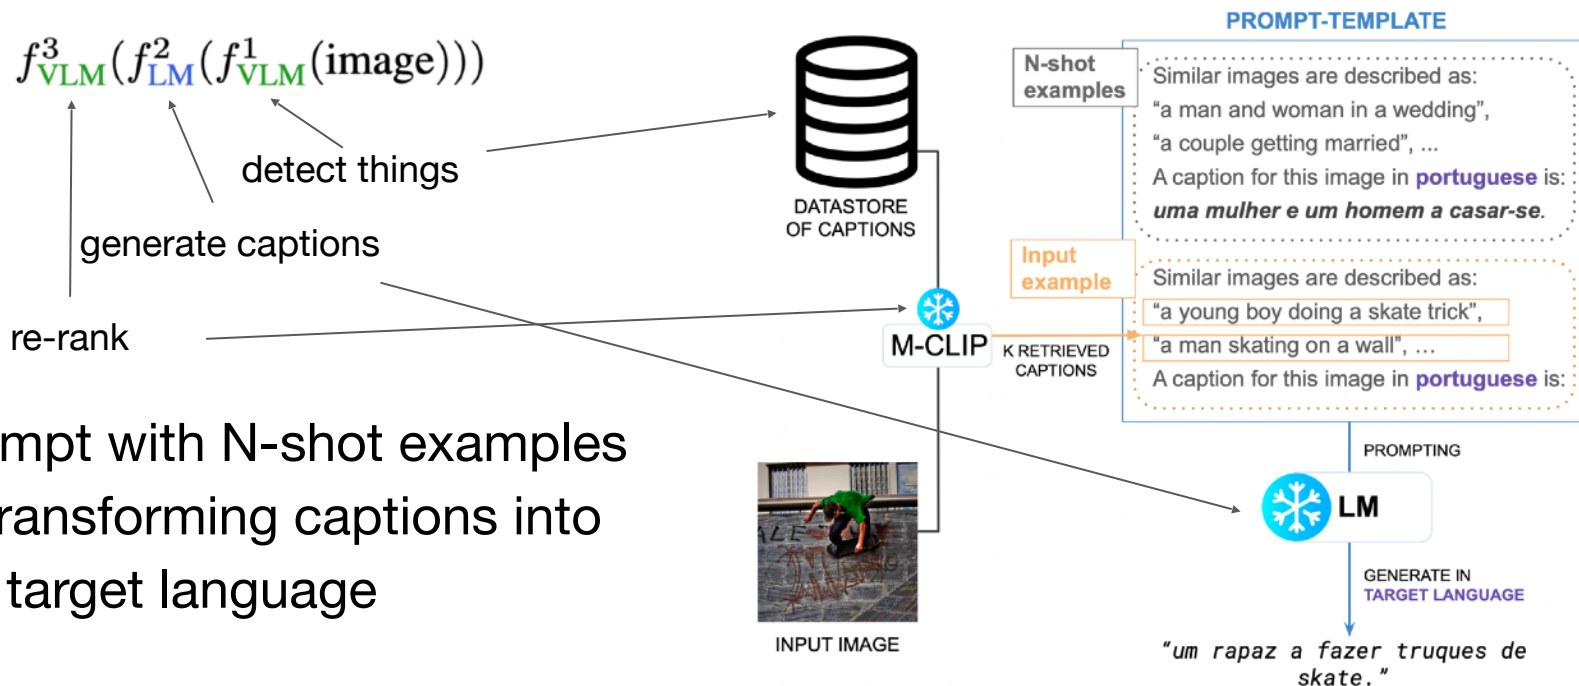 f³VLM(f²LM(f¹VLM(image)))
detect things
generate captions
re-rank
mpt with N-shot examples
ransforming captions into
target language
DATASTORE
OF CAPTIONS
M-CLIP
K RETRIEVED
CAPTIONS
ALE
INPUT IMAGE
PROMPT-TEMPLATE
N-shot
examples
Similar images are described as:
“a man and woman in a wedding”,
“a couple getting married”, ...
A caption for this image in portuguese is:
uma mulher e um homem a casar-se.
Input
example
Similar images are described as:
“a young boy doing a skate trick”,
“a man skating on a wall”, ...
A caption for this image in portuguese is:
PROMPTING
LM
GENERATE IN
TARGET LANGUAGE
“um rapaz a fazer truques de
skate.”